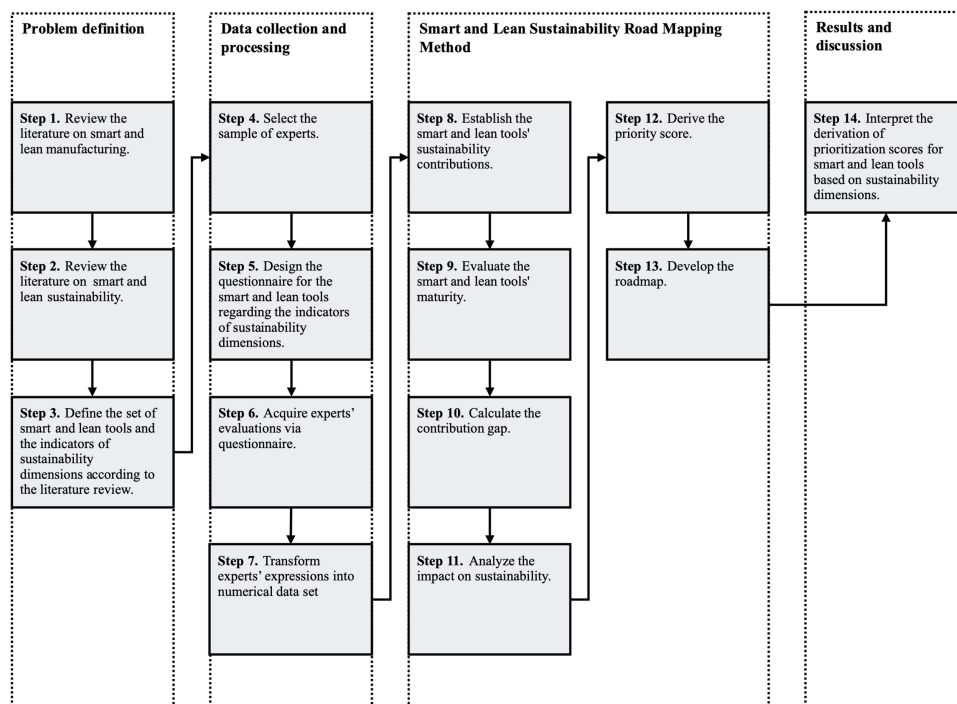 Problem definition
Step 1. Review the
literature on smart and
lean manufacturing.
Step 2. Review the
literature on smart and
lean sustainability.
Step 3. Define the set of
smart and lean tools and
the indicators of
sustainability
dimensions according to
the literature review.
Data collection and
processing
Step 4. Select the
sample of experts.
Step 5. Design the
questionnaire for the
smart and lean tools
regarding the indicators
of sustainability
dimensions.
Step 6. Acquire experts’
evaluations via
questionnaire.
Step 7. Transform
experts’ expressions into
numerical data set
Smart and Lean Sustainability Road Mapping
Method
Step 8. Establish the
smart and lean tools'
sustainability
contributions.
Step 9. Evaluate the
smart and lean tools'
maturity.
Step 10. Calculate the
contribution gap.
Step 11. Analyze the
impact on sustainability.
Step 12. Derive the
priority score.
Step 13. Develop the
roadmap.
Results and
discussion
Step 14. Interpret the
derivation of
prioritization scores for
smart and lean tools
based on sustainability
dimensions.